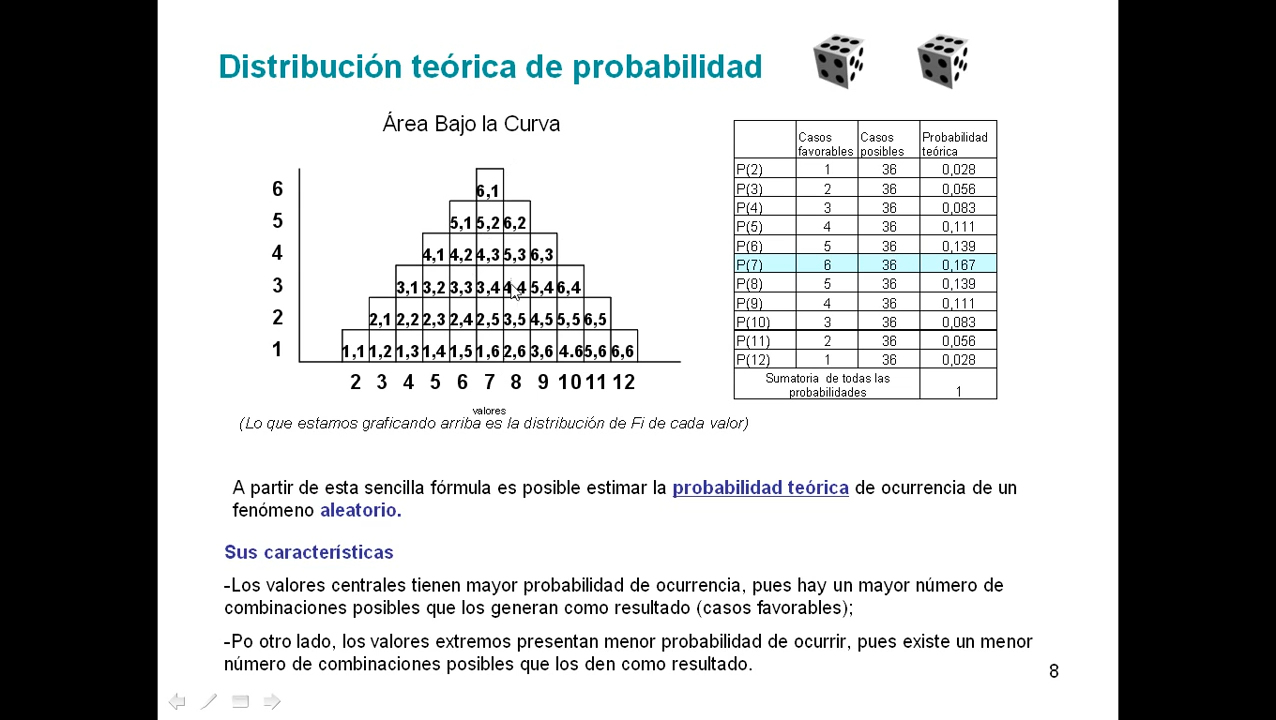 Distribución teórica de probabilidad
Área Bajo la Curva
6
5
4
3
2
1
6,1
5,1 5,2 6,2
4,1 4,2 4,3 5,3 6,3
3,1 3,2 3,3 3,4 4,4 5,4 6,4
2,1 2,2 2,3 2,4 2,5 3,5 4,5 5,5 6,5
1,1 1,2 1,3 1,4 1,5 1,6 2,6 3,6 4.6 5,6 6,6
2 3 4 5 6 7 8 9 10 11 12
valores
(Lo que estamos graficando arriba es la distribución de Fi de cada valor)
Casos favorables Casos posibles Probabilidad teórica
P(2) 1 36 0,028
P(3) 2 36 0,056
P(4) 3 36 0,083
P(5) 4 36 0,111
P(6) 5 36 0,139
P(7) 6 36 0,167
P(8) 5 36 0,139
P(9) 4 36 0,111
P(10) 3 36 0,083
P(11) 2 36 0,056
P(12) 1 36 0,028
Sumatoria de todas las
probabilidades 1
A partir de esta sencilla fórmula es posible estimar la probabilidad teórica de ocurrencia de un
fenómeno aleatorio.
Sus características
-Los valores centrales tienen mayor probabilidad de ocurrencia, pues hay un mayor número de
combinaciones posibles que los generan como resultado (casos favorables);
-Po otro lado, los valores extremos presentan menor probabilidad de ocurrir, pues existe un menor
número de combinaciones posibles que los den como resultado.
8